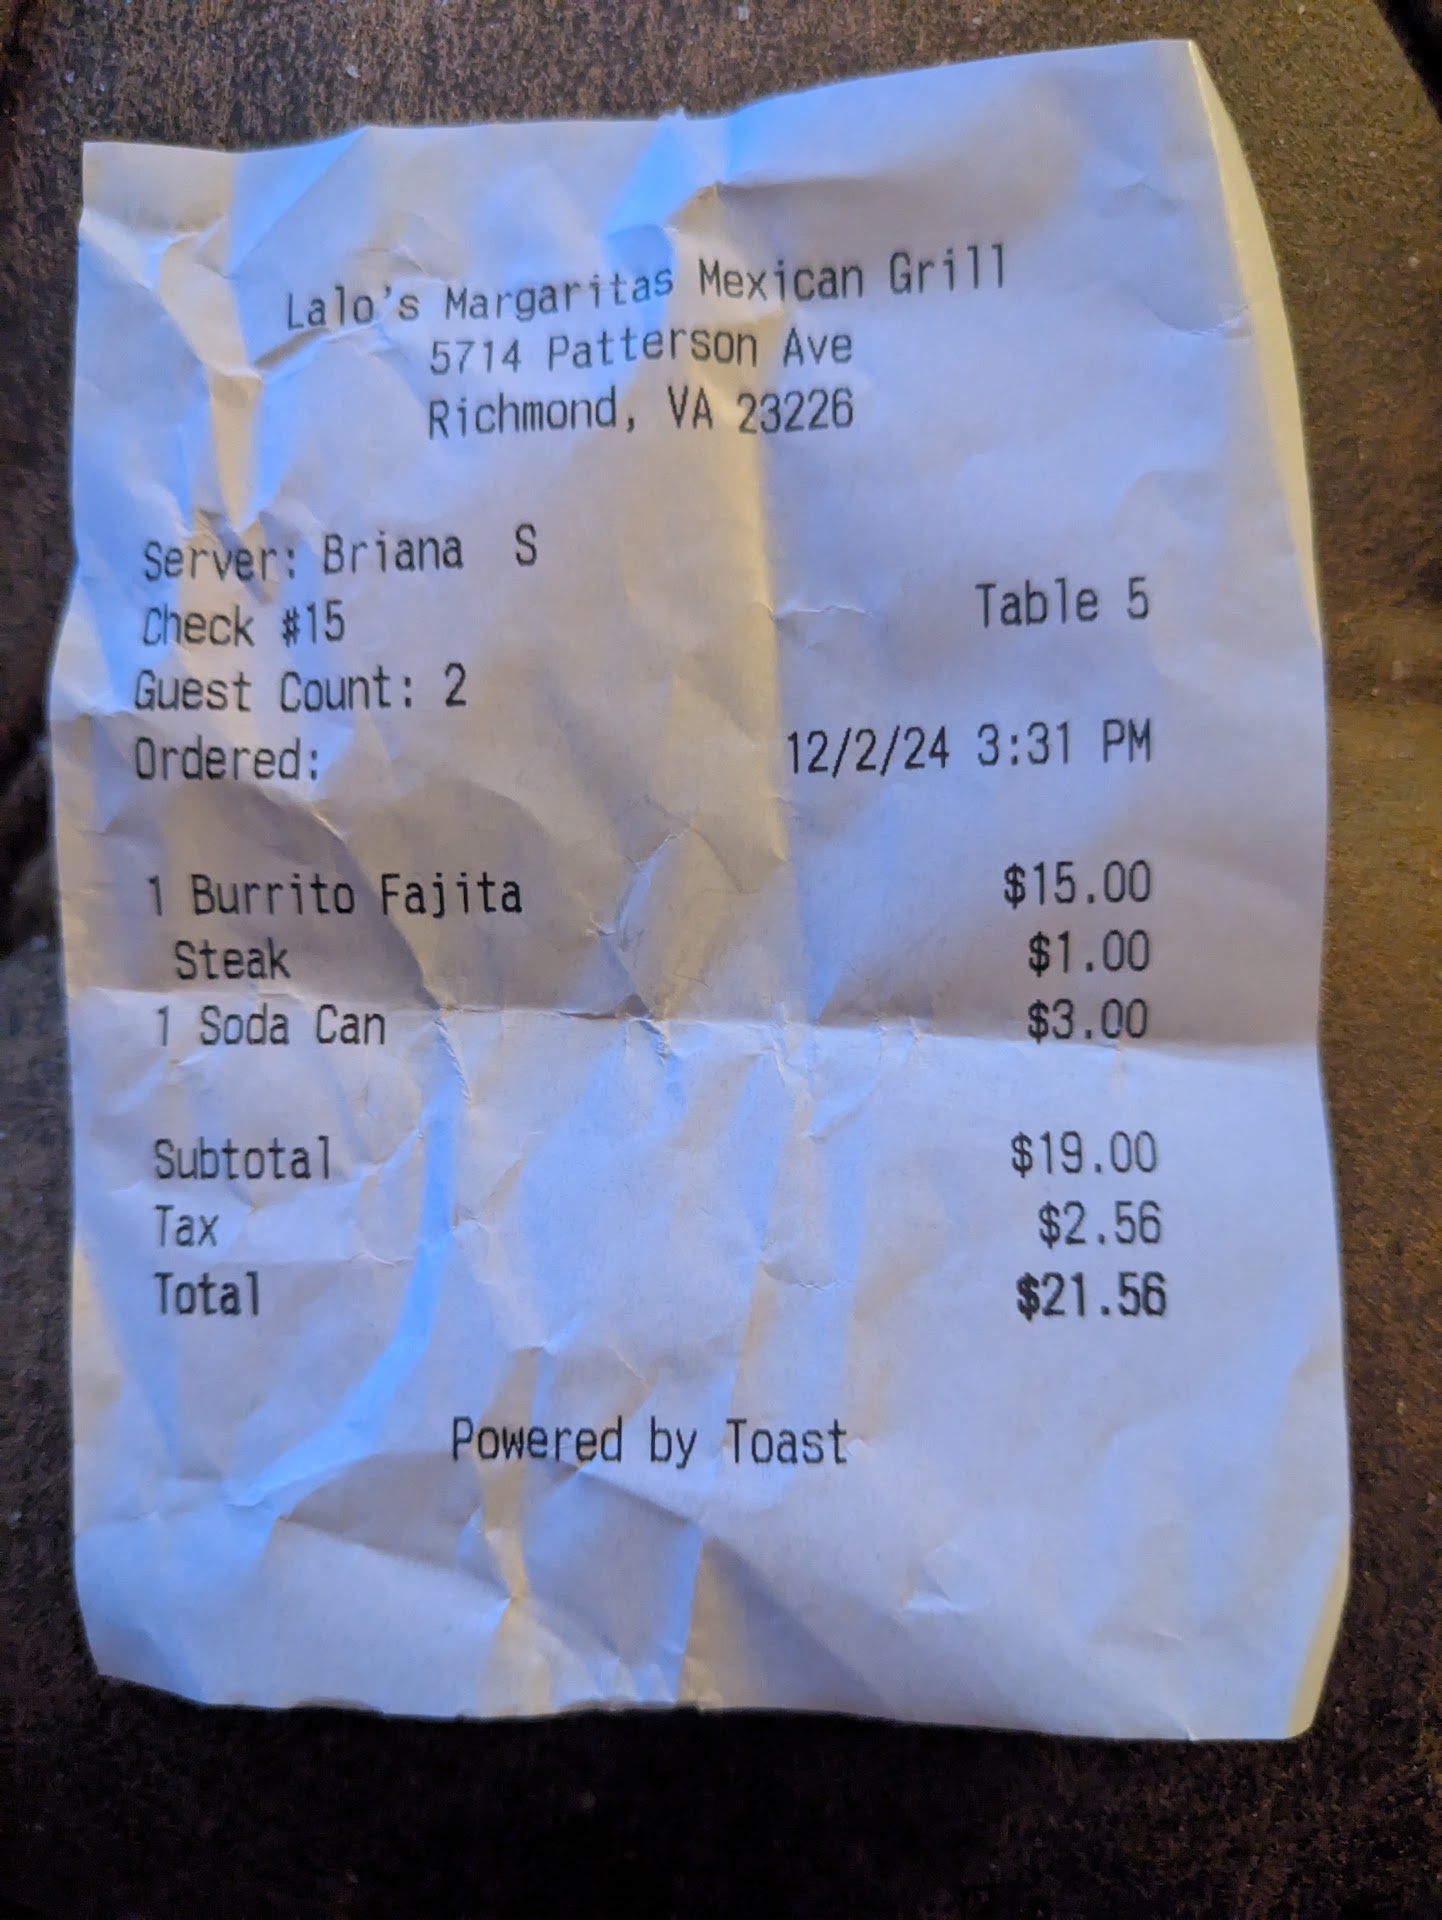 Lalo's Margaritas Mexican Grill
5714 Patterson Ave
Richmond, VA 23226
Server: Briana S
Check #15 Table 5
Guest Count: 2
Ordered: 12/2/24 3:31 PM
1 Burrito Fajita $15.00
Steak $1.00
1 Soda Can $3.00
Subtotal $19.00
Tax $2.56
Total $21.56
Powered by Toast